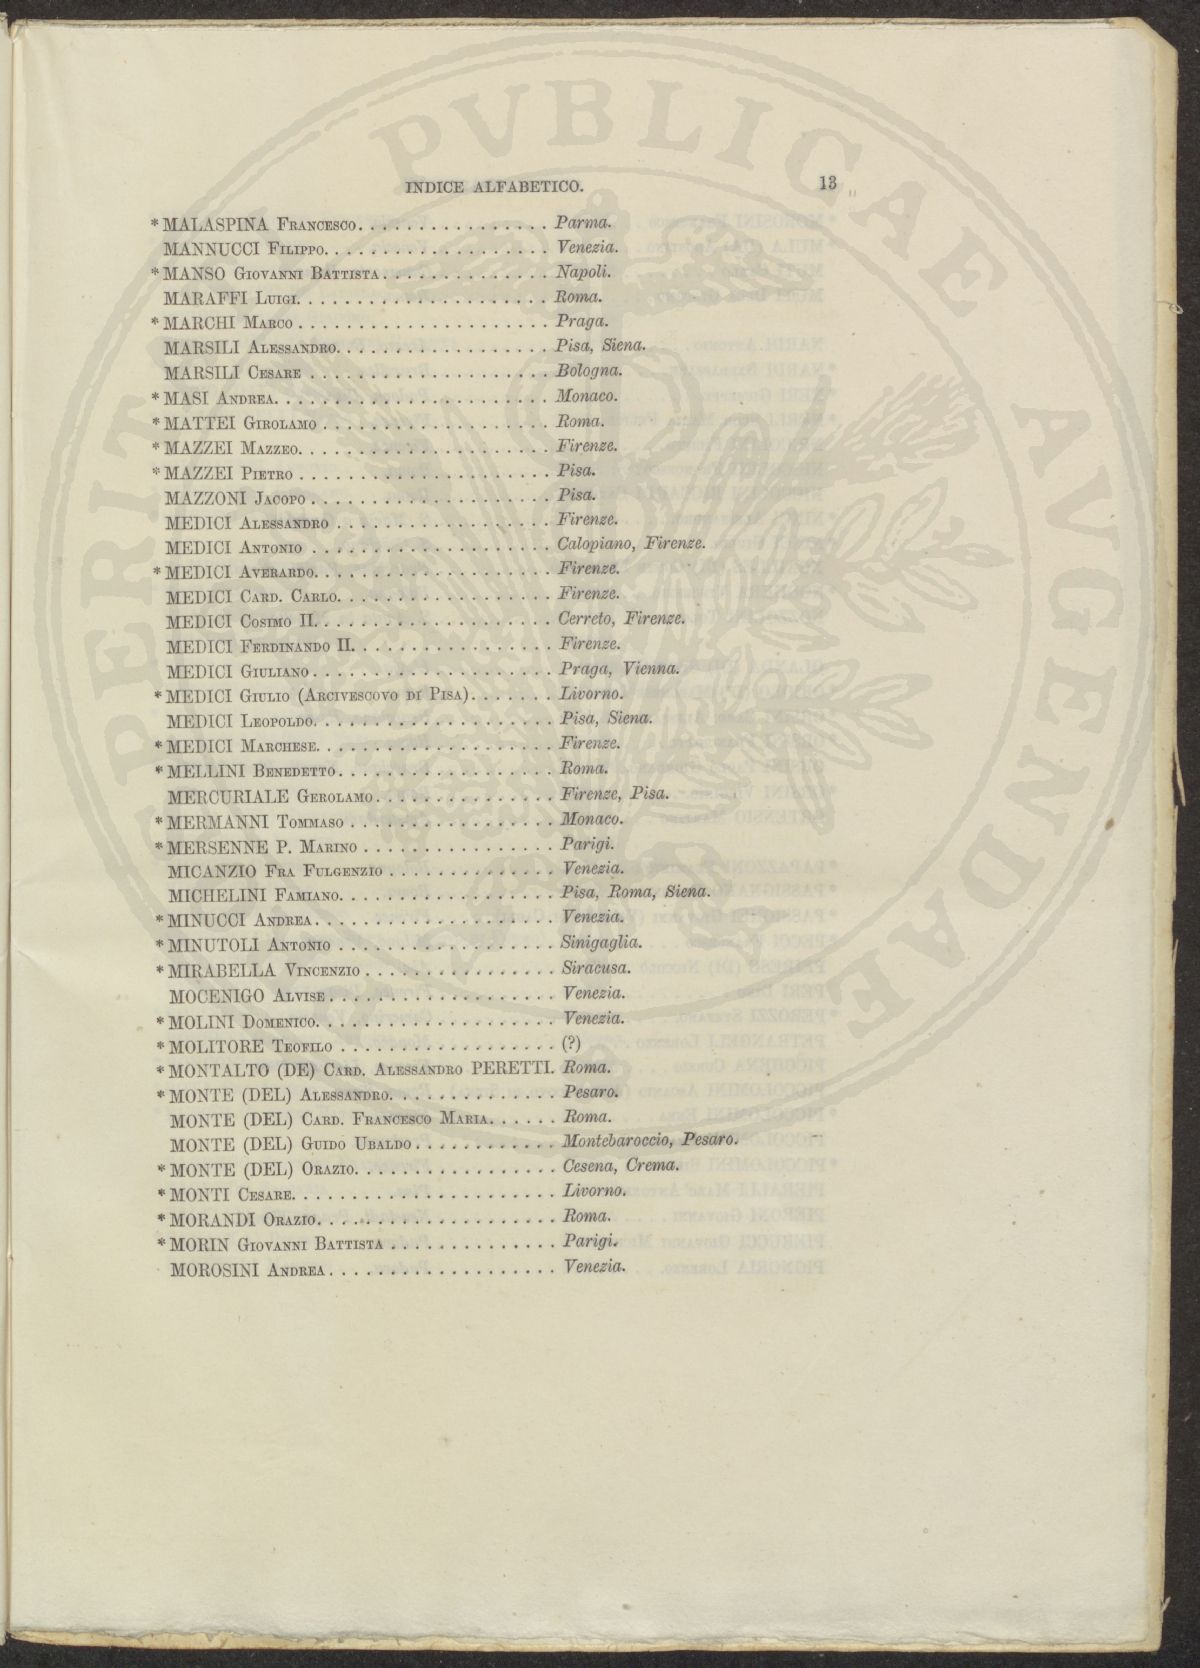 INDICE ALFABETICO. 13
* MALASPINA Francesco. . . . . . . . . . . . . . . . Parma.
MANNUCCI Filippo. . . . . . . . . . . . . . . . . . . Venezia.
* MANSO Giovanni Battista. . . . . . . . . . . . . . Napoli.
MARAFFI Luigi. . . . . . . . . . . . . . . . . . . . . Roma.
* MARCHI Marco . . . . . . . . . . . . . . . . . . . . . Praga.
MARSILI Alessandro. . . . . . . . . . . . . . . . . . Pisa, Siena.
MARSILI Cesare . . . . . . . . . . . . . . . . . . . . Bologna.
* MASI Andrea. . . . . . . . . . . . . . . . . . . . . . . Monaco.
* MATTEI Girolamo . . . . . . . . . . . . . . . . . . . Roma.
* MAZZEI Mazzeo. . . . . . . . . . . . . . . . . . . . . Firenze.
* MAZZEI Pietro . . . . . . . . . . . . . . . . . . . . . Pisa.
MAZZONI Jacopo . . . . . . . . . . . . . . . . . . . . Pisa.
MEDICI Alessandro . . . . . . . . . . . . . . . . . . Firenze.
MEDICI Antonio . . . . . . . . . . . . . . . . . . . . Calopiano, Firenze.
* MEDICI Averardo. . . . . . . . . . . . . . . . . . . . Firenze.
MEDICI Card. Carlo. . . . . . . . . . . . . . . . . . Firenze.
MEDICI Cosimo II. . . . . . . . . . . . . . . . . . . . Cerreto, Firenze.
MEDICI Ferdinando II. . . . . . . . . . . . . . . . . Firenze.
MEDICI Giuliano . . . . . . . . . . . . . . . . . . . . Praga, Vienna.
* MEDICI Giulio (Arcivescovo di Pisa). . . . . . . Livorno.
MEDICI Leopoldo. . . . . . . . . . . . . . . . . . . . Pisa, Siena.
* MEDICI Marchese. . . . . . . . . . . . . . . . . . . . Firenze.
* MELLINI Benedetto. . . . . . . . . . . . . . . . . . . Roma.
MERCURIALE Gerolamo. . . . . . . . . . . . . . . Firenze, Pisa.
* MERMANNI Tommaso . . . . . . . . . . . . . . . . . Monaco.
* MERSENNE P. Marino . . . . . . . . . . . . . . . . Parigi.
MICANZIO Fra Fulgenzio . . . . . . . . . . . . . . Venezia.
MICHELINI Famiano. . . . . . . . . . . . . . . . . . Pisa, Roma, Siena.
* MINUCCI Andrea. . . . . . . . . . . . . . . . . . . . Venezia.
* MINUTOLI Antonio . . . . . . . . . . . . . . . . . . Sinigaglia.
* MIRABELLA Vincenzio . . . . . . . . . . . . . . . . Siracusa.
MOCENIGO Alvise . . . . . . . . . . . . . . . . . . . Venezia.
* MOLINI Domenico. . . . . . . . . . . . . . . . . . . . Venezia.
* MOLITORE Teofilo . . . . . . . . . . . . . . . . . . (?)
* MONTALTO (DE) Card. Alessandro PERETTI. Roma.
* MONTE (DEL) Alessandro. . . . . . . . . . . . . . Pesaro.
MONTE (DEL) Card. Francesco Maria. . . . . . Roma.
MONTE (DEL) Guido Ubaldo . . . . . . . . . . . . Montebaroccio, Pesaro.
* MONTE (DEL) Orazio. . . . . . . . . . . . . . . . . Cesena, Crema.
* MONTI Cesare. . . . . . . . . . . . . . . . . . . . . . Livorno.
* MORANDI Orazio. . . . . . . . . . . . . . . . . . . . Roma.
* MORIN Giovanni Battista . . . . . . . . . . . . . . Parigi.
MOROSINI Andrea . . . . . . . . . . . . . . . . . . . Venezia.